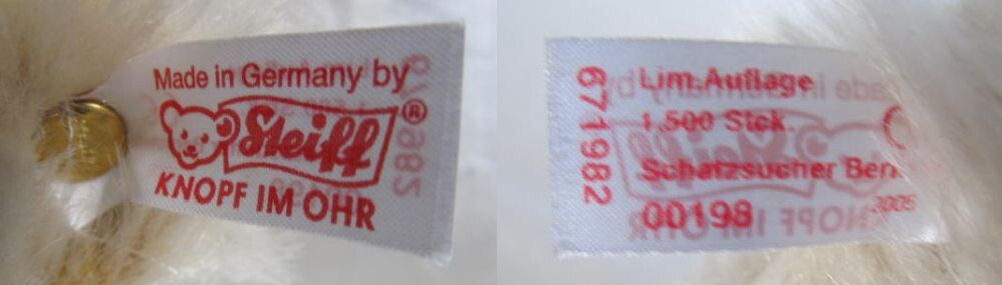 Made in Germany by
Steiff®
KNOPF IM OHR
671982
Lim.Auflage
1.500 Stck.
Schatzsucher Ben
00198
2005